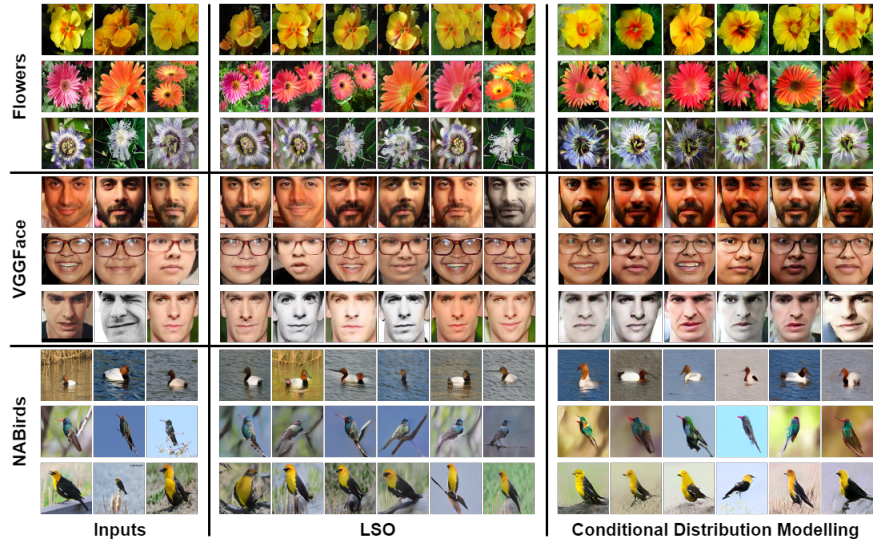 Flowers
VGGFace
NABirds
Inputs
LSO
Conditional Distribution Modelling